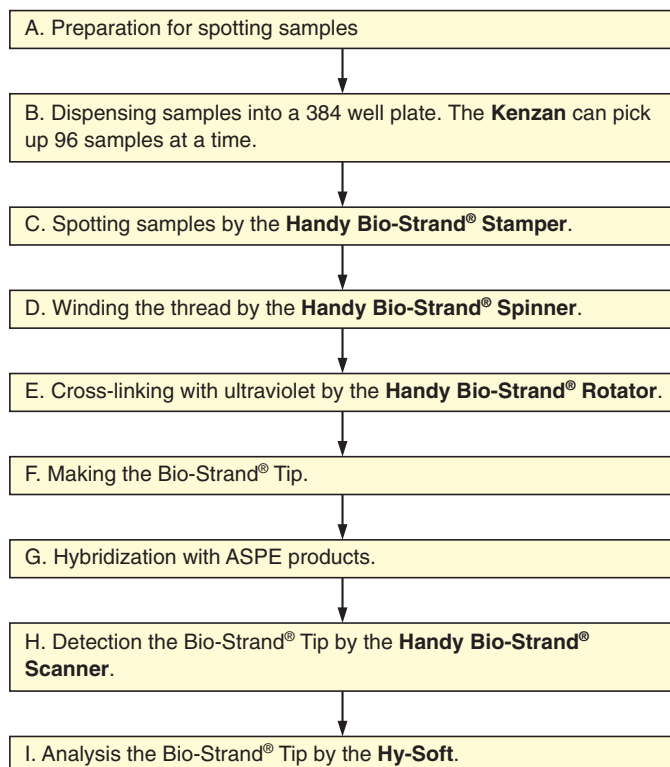 A. Preparation for spotting samples
B. Dispensing samples into a 384 well plate. The Kenzan can pick
up 96 samples at a time.
C. Spotting samples by the Handy Bio-Strand® Stamper.
D. Winding the thread by the Handy Bio-Strand® Spinner.
E. Cross-linking with ultraviolet by the Handy Bio-Strand® Rotator.
F. Making the Bio-Strand® Tip.
G. Hybridization with ASPE products.
H. Detection the Bio-Strand® Tip by the Handy Bio-Strand®
Scanner.
I. Analysis the Bio-Strand® Tip by the Hy-Soft.